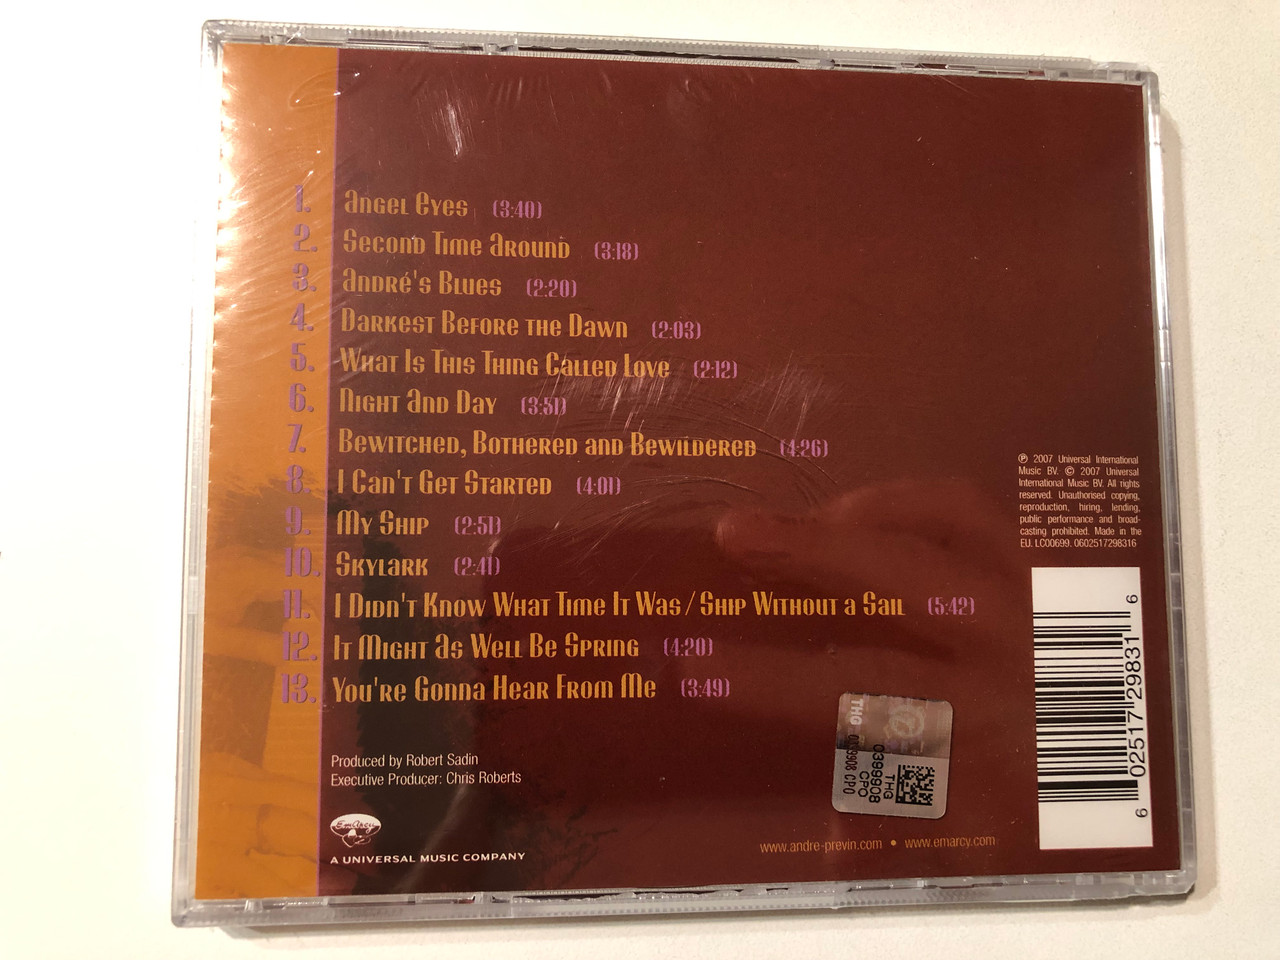 1. Angel Eyes (3:40)
2. Second Time Around (3:18)
3. André's Blues (2:20)
4. Darkest Before the Dawn (2:03)
5. What Is This Thing Called Love (2:12)
6. Night And Day (3:51)
7. Bewitched, Bothered and Bewildered (4:26)
8. I Can't Get Started (4:01)
9. My Ship (2:51)
10. Skylark (2:41)
11. I Didn't Know What Time It Was / Ship Without a Sail (5:42)
12. It Might As Well Be Spring (4:20)
13. You're Gonna Hear From Me (3:49)
Produced by Robert Sadin
Executive Producer: Chris Roberts
EmArcy
A UNIVERSAL MUSIC COMPANY
www.andre-previn.com • www.emarcy.com
℗ 2007 Universal International
Music BV. © 2007 Universal
International Music BV. All rights
reserved. Unauthorised copying,
reproduction, hiring, lending,
public performance and broad-
casting prohibited. Made in the
EU. LC00699. 0602517298316
6 02517 29831 6
THG 0399908 CPO
0399908
CPO
THG